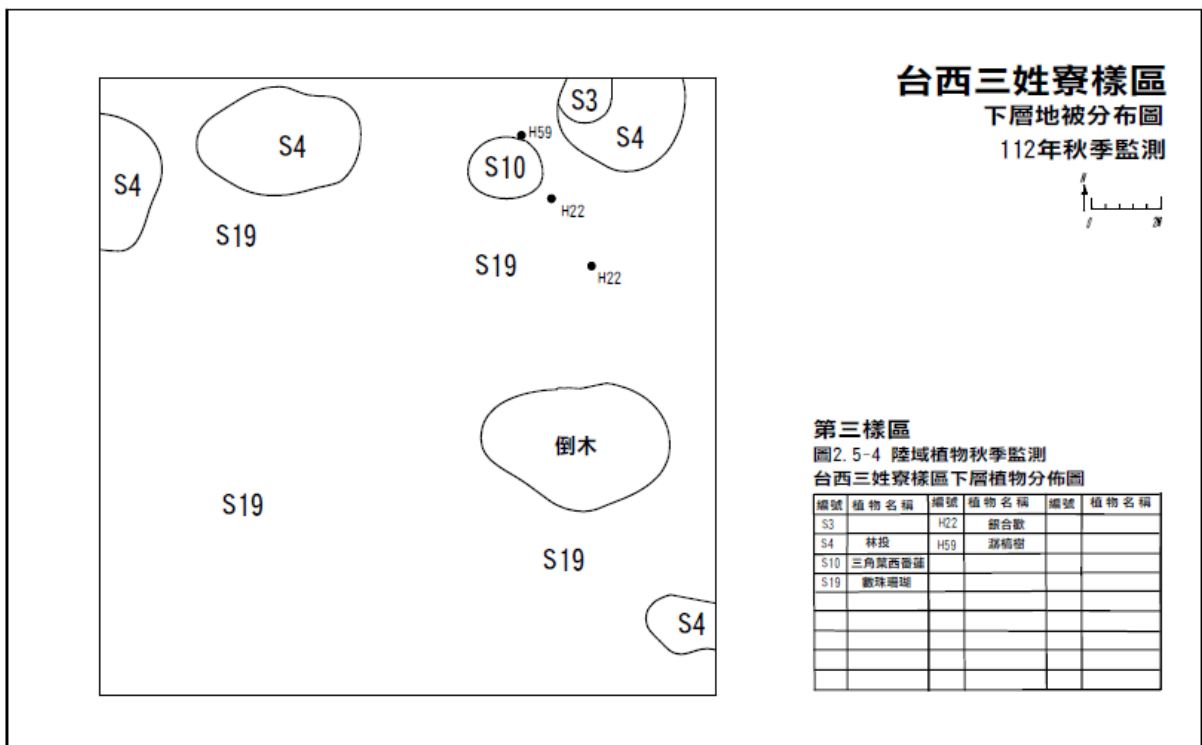 台西三姓寮樣區
下層地被分布圖
112年秋季監測
N
0 2M
S3
S4
H59
S4
S10
S4
H22
S19
S19
H22
倒木
S19
S19
S4
第三樣區
圖2.5-4 陸域植物秋季監測
台西三姓寮樣區下層植物分佈圖
編號 植物名稱 編號 植物名稱 編號 植物名稱
S3 H22 銀合歡
S4 林投 H59 潺槁樹
S10 三角葉西番蓮
S19 數珠珊瑚